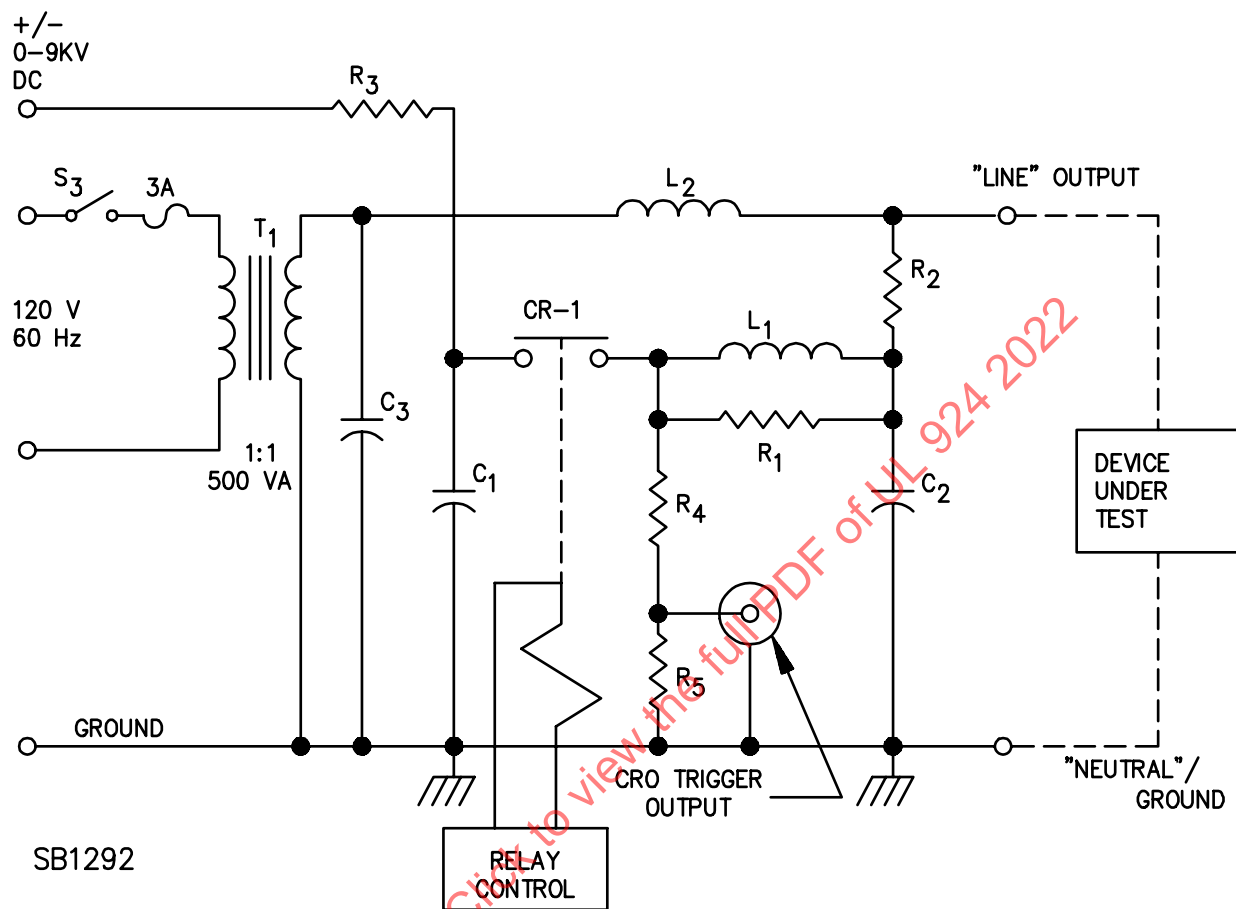 +/-
0-9KV
DC
R3
S3
3A
T1
L2
"LINE" OUTPUT
120 V
60 Hz
CR-1
L1
R2
C3
R1
1:1
500 VA
C1
R4
C2
DEVICE
UNDER
TEST
R5
GROUND
CRO TRIGGER
OUTPUT
"NEUTRAL"/
GROUND
SB1292
RELAY
CONTROL
Click to view the full PDF of UL 924 2022